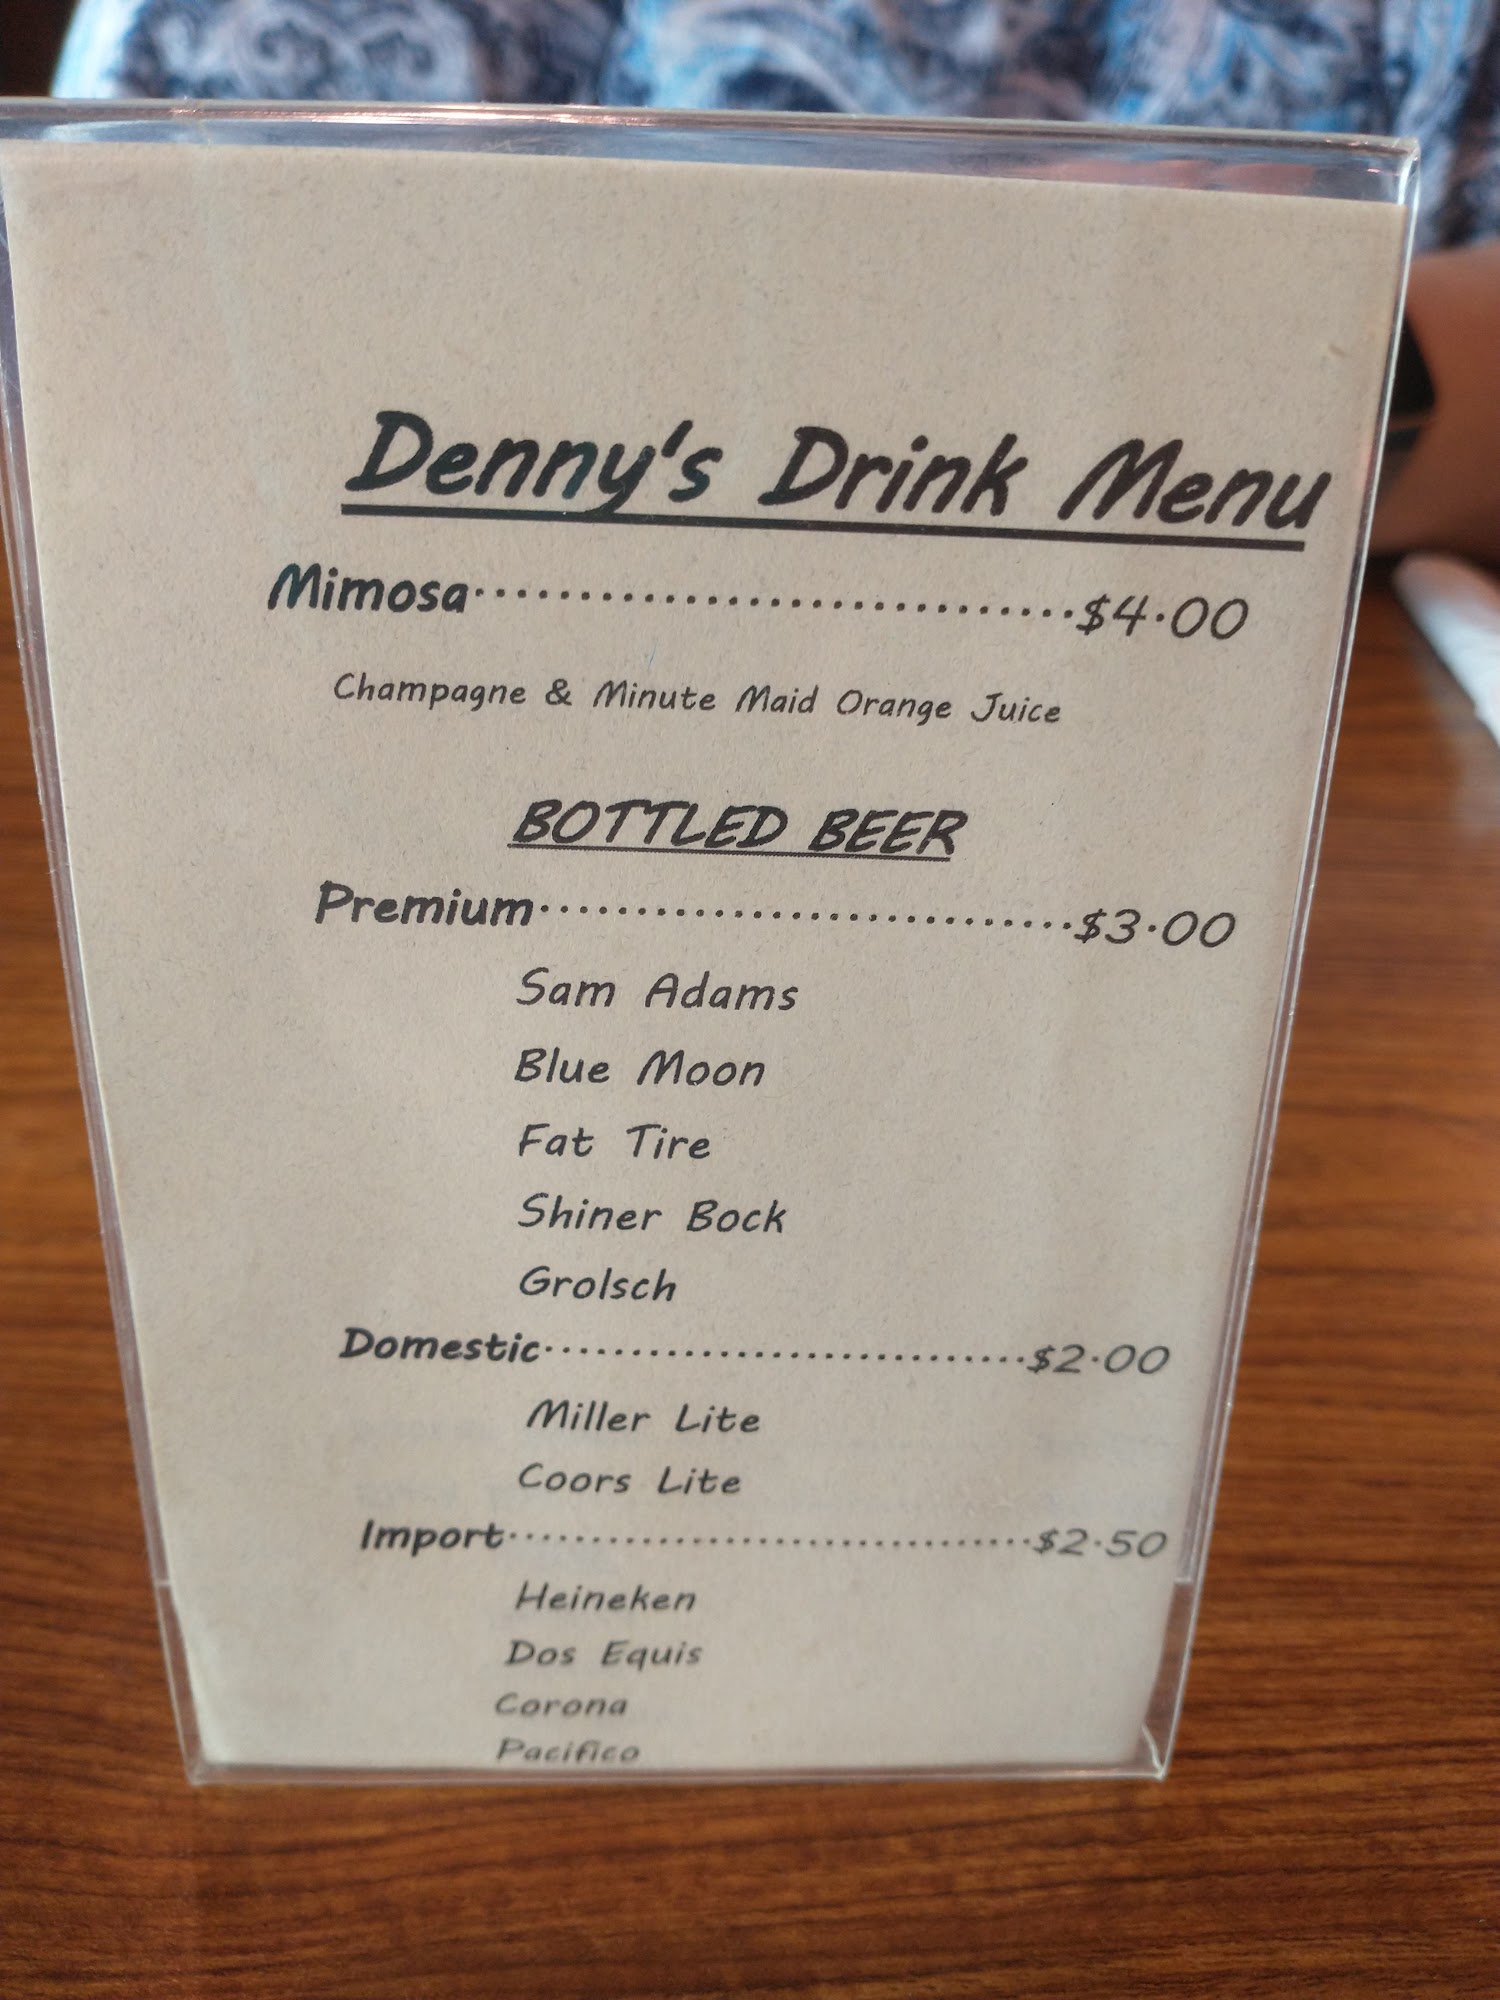 Denny's Drink Menu
Mimosa..............................$4.00
Champagne & Minute Maid Orange Juice
BOTTLED BEER
Premium............................$3.00
Sam Adams
Blue Moon
Fat Tire
Shiner Bock
Grolsch
Domestic............................$2.00
Miller Lite
Coors Lite
Import...............................$2.50
Heineken
Dos Equis
Corona
Pacifico